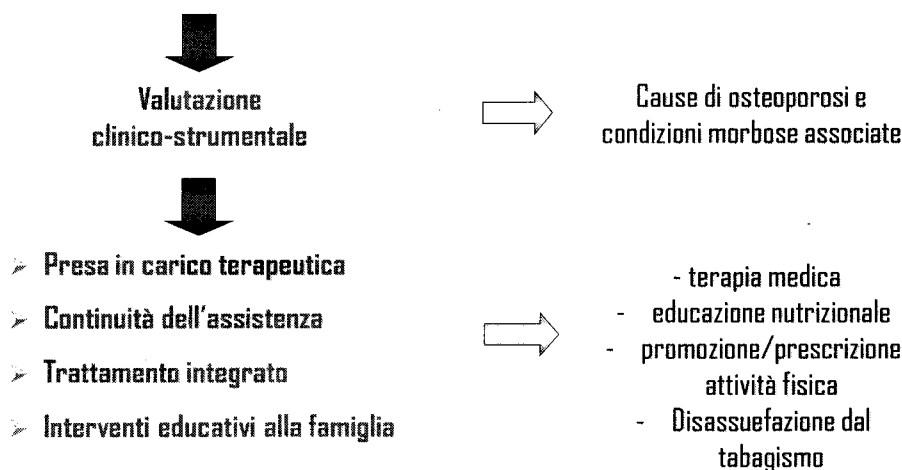 Valutazione
clinico-strumentale
Cause di osteoporosi e
condizioni morbose associate
➢ Presa in carico terapeutica
➢ Continuità dell'assistenza
➢ Trattamento integrato
➢ Interventi educativi alla famiglia
- terapia medica
- educazione nutrizionale
- promozione/prescrizione
attività fisica
- Disassuefazione dal
tabagismo